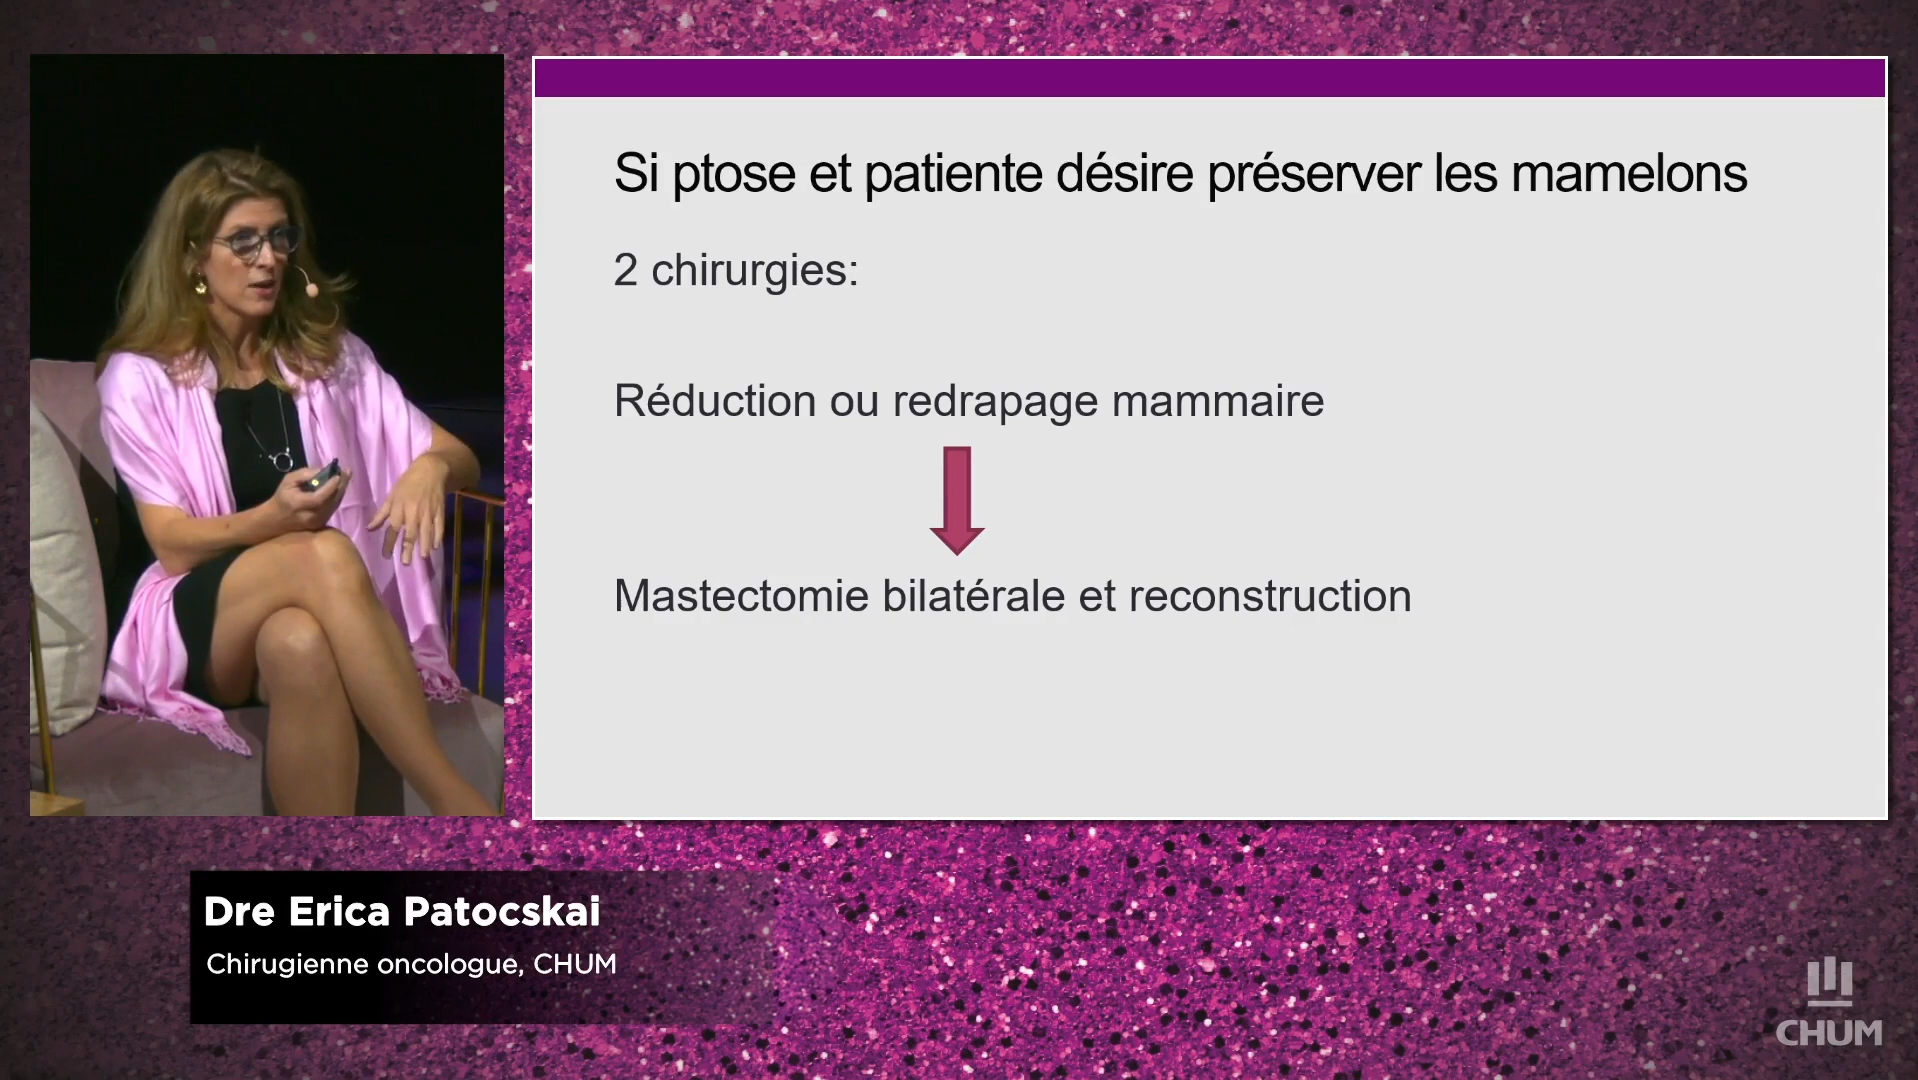 Si ptose et patiente désire préserver les mamelons
2 chirurgies:
Réduction ou redrapage mammaire
Mastectomie bilatérale et reconstruction
Dre Erica Patocskai
Chirugienne oncologue, CHUM
CHUM